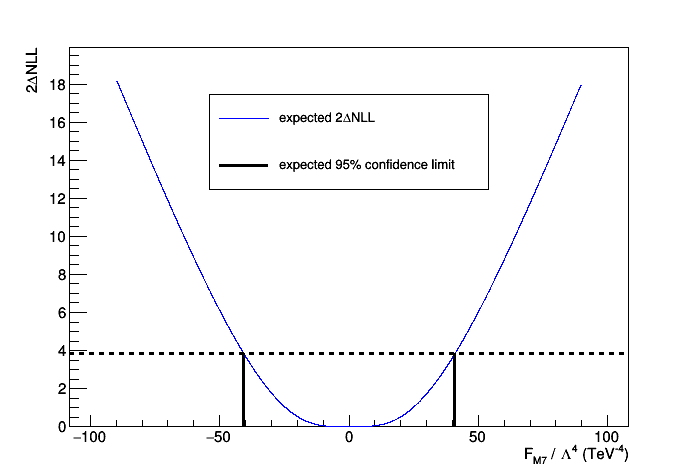 2ΔNLL
18
16
14
12
10
8
6
4
2
0
expected 2ΔNLL
expected 95% confidence limit
−100 −50 0 50 100
F_M7 / Λ^4 (TeV^-4)